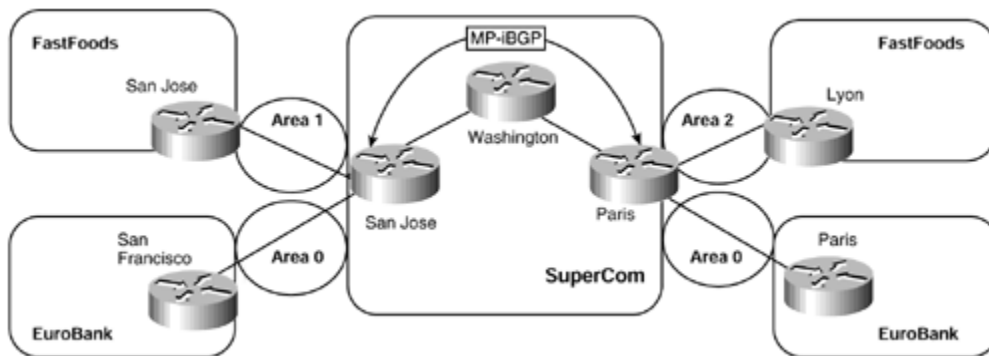 MP-iBGP
FastFoods
San Jose
Area 1
Washington
Area 2
FastFoods
Lyon
San Jose
Paris
San
Francisco
Area 0
SuperCom
Area 0
Paris
EuroBank
EuroBank